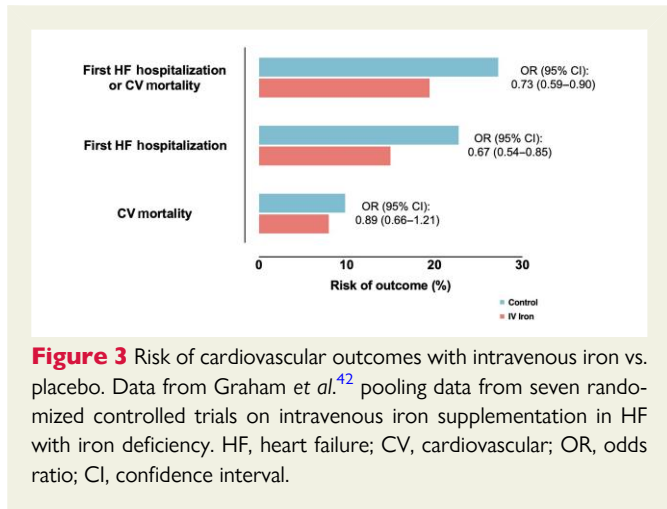 First HF hospitalization
or CV mortality
OR (95% CI):
0.73 (0.59–0.90)
First HF hospitalization
OR (95% CI):
0.67 (0.54–0.85)
CV mortality
OR (95% CI):
0.89 (0.66–1.21)
0 10 20 30
Risk of outcome (%)
Control
IV Iron
Figure 3 Risk of cardiovascular outcomes with intravenous iron vs.
placebo. Data from Graham et al.42 pooling data from seven rando-
mized controlled trials on intravenous iron supplementation in HF
with iron deficiency. HF, heart failure; CV, cardiovascular; OR, odds
ratio; CI, confidence interval.